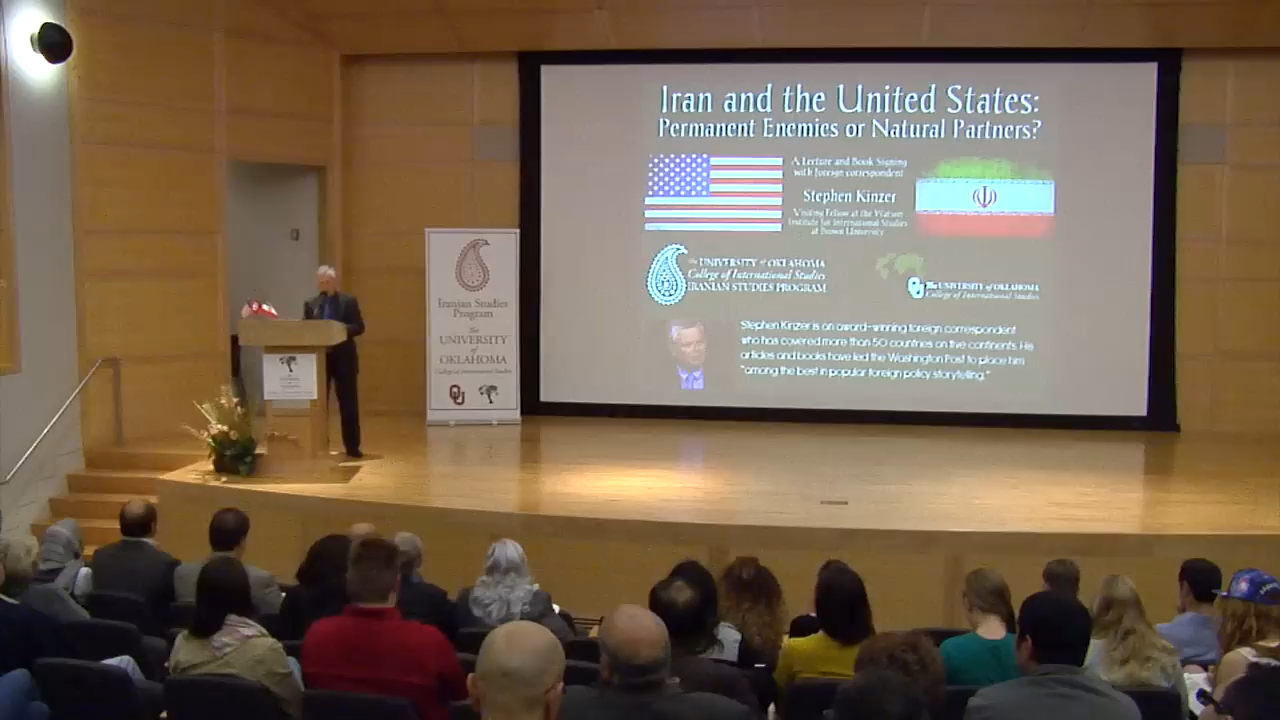 Iran and the United States:
Permanent Enemies or Natural Partners?
A Lecture and Book Signing
with foreign correspondent
Stephen Kinzer
Visiting Fellow at the Watson
Institute for International Studies
at Brown University
The UNIVERSITY of OKLAHOMA
College of International Studies
IRANIAN STUDIES PROGRAM
OU The UNIVERSITY of OKLAHOMA
College of International Studies
Stephen Kinzer is an award-winning foreign correspondent
who has covered more than 50 countries on five continents. His
articles and books have led the Washington Post to place him
"among the best in popular foreign policy storytelling."
Iranian Studies
Program
The
UNIVERSITY
of
OKLAHOMA
College of International Studies